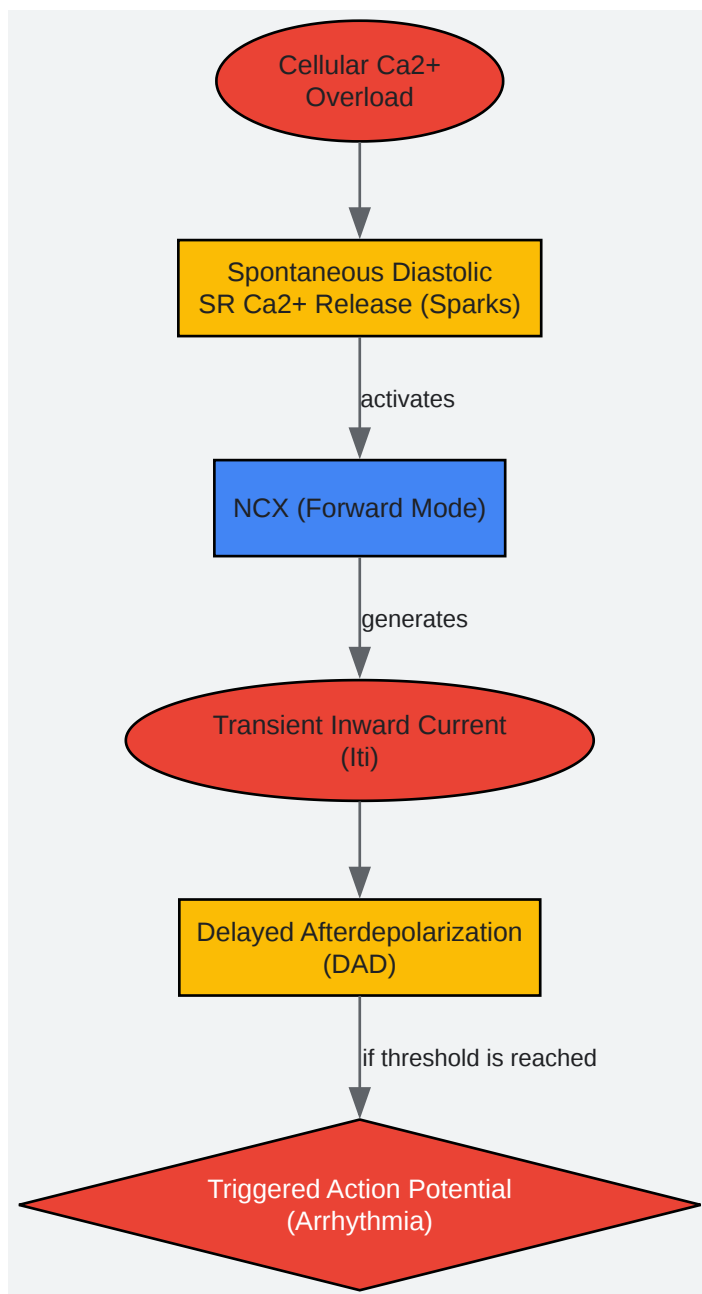 Cellular Ca2+
Overload
Spontaneous Diastolic
SR Ca2+ Release (Sparks)
activates
NCX (Forward Mode)
generates
Transient Inward Current
(Iti)
Delayed Afterdepolarization
(DAD)
if threshold is reached
Triggered Action Potential
(Arrhythmia)